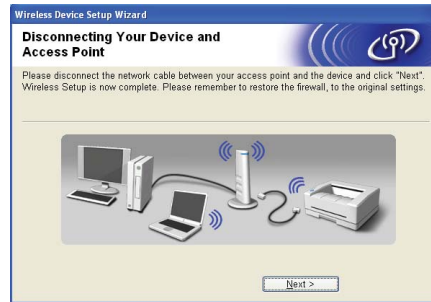 Wireless Device Setup Wizard
Disconnecting Your Device and
Access Point
Please disconnect the network cable between your access point and the device and click "Next".
Wireless Setup is now complete. Please remember to restore the firewall, to the original settings.
Next >